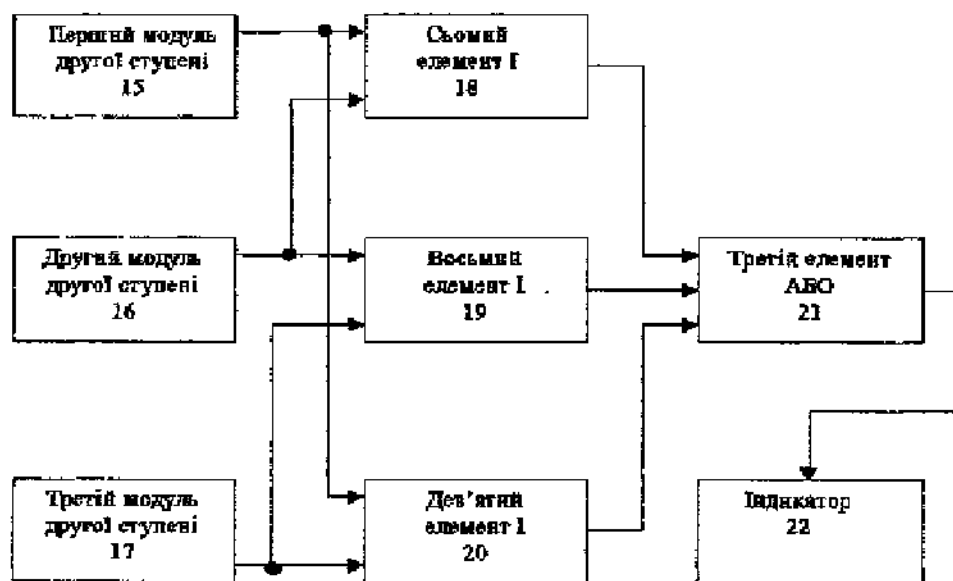 Перший модуль
другої ступені
15
Сьомий
елемент І
18
Другий модуль
другої ступені
16
Восьмий
елемент І
19
Третій елемент
АБО
21
Третій модуль
другої ступені
17
Дев’ятий
елемент І
20
Індикатор
22